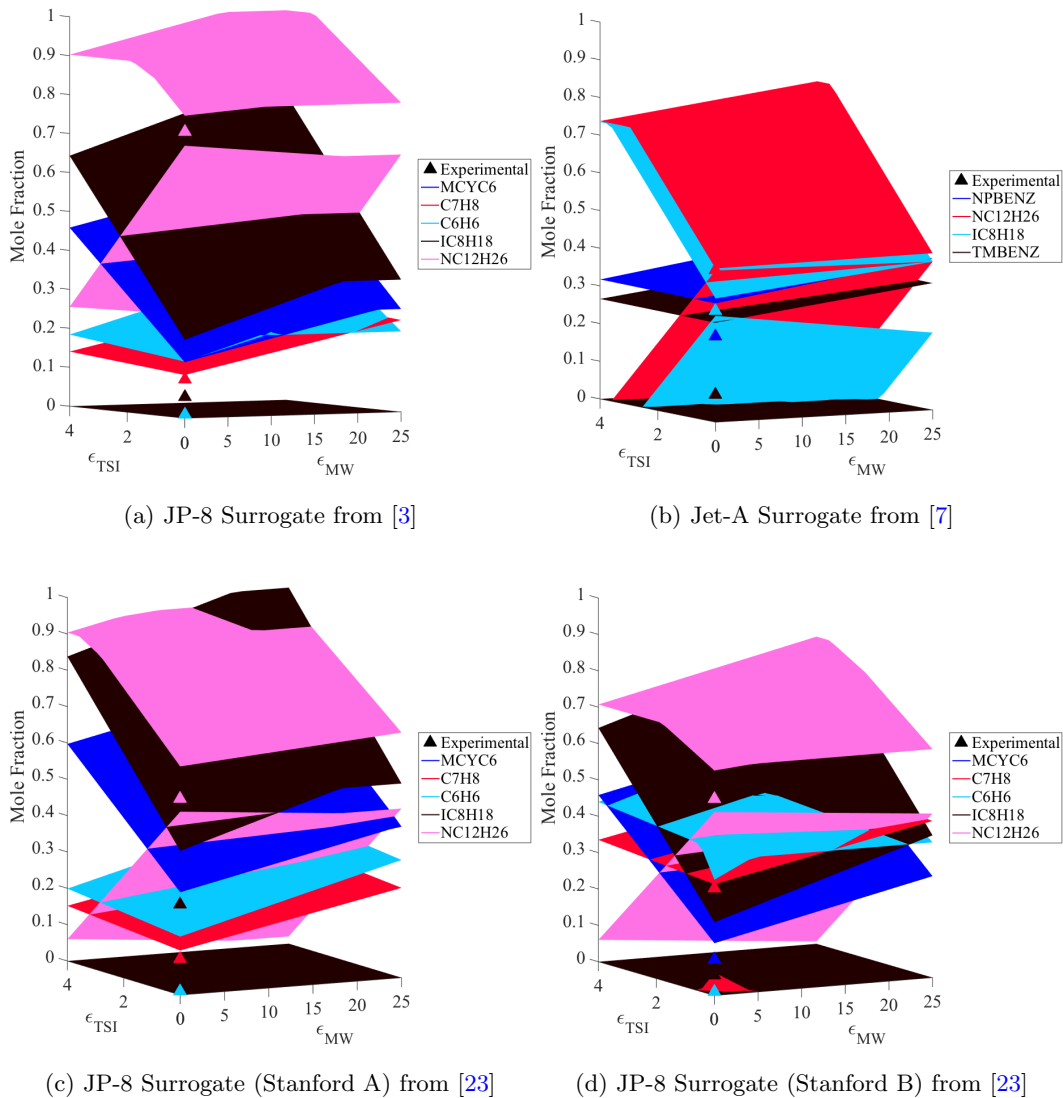 1
0.9
0.8
0.7
0.6
0.5
0.4
0.3
0.2
0.1
0
Mole Fraction
4
2
0
5
10
15
20
25
ϵTSI
ϵMW
Experimental
MCYC6
C7H8
C6H6
IC8H18
NC12H26
(a) JP-8 Surrogate from [3]
1
0.9
0.8
0.7
0.6
0.5
0.4
0.3
0.2
0.1
0
Mole Fraction
4
2
0
5
10
15
20
25
ϵTSI
ϵMW
Experimental
NPBENZ
NC12H26
IC8H18
TMBENZ
(b) Jet-A Surrogate from [7]
1
0.9
0.8
0.7
0.6
0.5
0.4
0.3
0.2
0.1
0
Mole Fraction
4
2
0
5
10
15
20
25
ϵTSI
ϵMW
Experimental
MCYC6
C7H8
C6H6
IC8H18
NC12H26
(c) JP-8 Surrogate (Stanford A) from [23]
1
0.9
0.8
0.7
0.6
0.5
0.4
0.3
0.2
0.1
0
Mole Fraction
4
2
0
5
10
15
20
25
ϵTSI
ϵMW
Experimental
MCYC6
C7H8
C6H6
IC8H18
NC12H26
(d) JP-8 Surrogate (Stanford B) from [23]